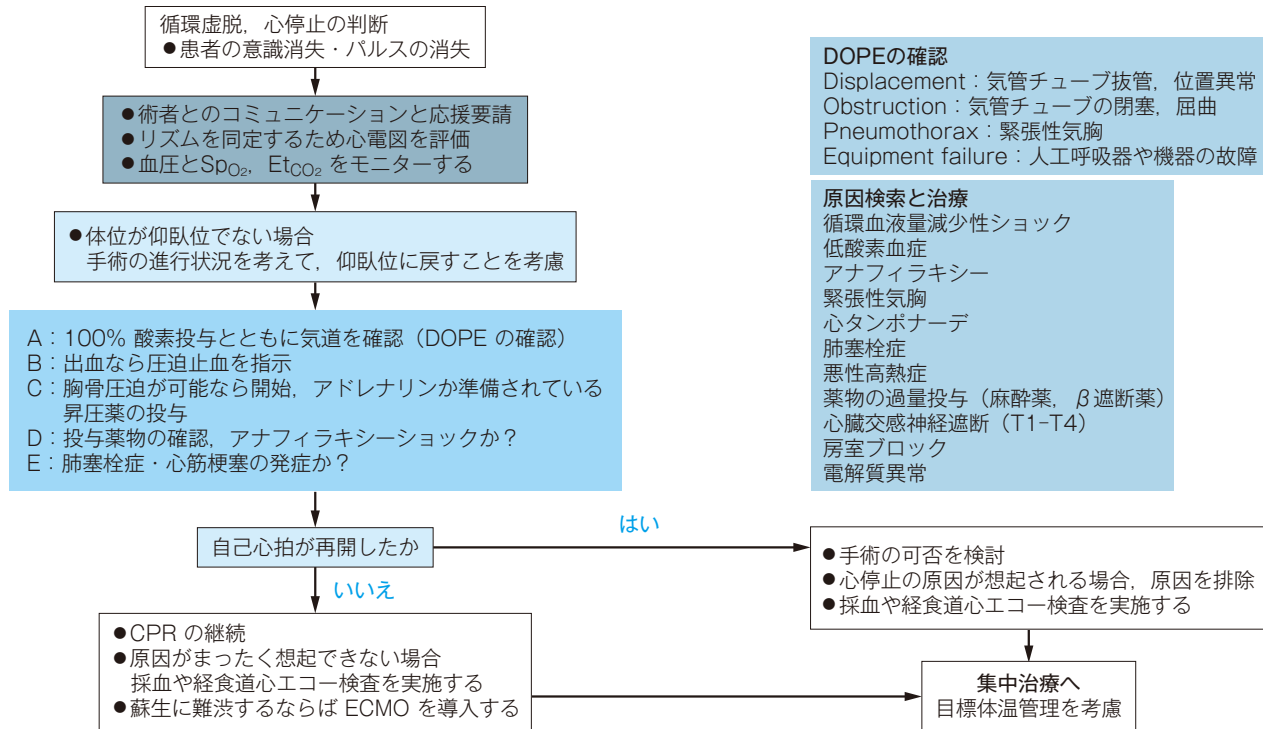 循環虚脱，心停止の判断
●患者の意識消失・パルスの消失
●術者とのコミュニケーションと応援要請
●リズムを同定するため心電図を評価
●血圧とSpO2，EtCO2 をモニターする
●体位が仰臥位でない場合
手術の進行状況を考えて，仰臥位に戻すことを考慮
A：100% 酸素投与とともに気道を確認（DOPE の確認）
B：出血なら圧迫止血を指示
C：胸骨圧迫が可能なら開始，アドレナリンか準備されている
昇圧薬の投与
D：投与薬物の確認，アナフィラキシーショックか？
E：肺塞栓症・心筋梗塞の発症か？
自己心拍が再開したか
はい
いいえ
●CPR の継続
●原因がまったく想起できない場合
採血や経食道心エコー検査を実施する
●蘇生に難渋するならば ECMO を導入する
DOPEの確認
Displacement：気管チューブ抜管，位置異常
Obstruction：気管チューブの閉塞，屈曲
Pneumothorax：緊張性気胸
Equipment failure：人工呼吸器や機器の故障
原因検索と治療
循環血液量減少性ショック
低酸素血症
アナフィラキシー
緊張性気胸
心タンポナーデ
肺塞栓症
悪性高熱症
薬物の過量投与（麻酔薬，β遮断薬）
心臓交感神経遮断（T1-T4）
房室ブロック
電解質異常
●手術の可否を検討
●心停止の原因が想起される場合，原因を排除
●採血や経食道心エコー検査を実施する
集中治療へ
目標体温管理を考慮